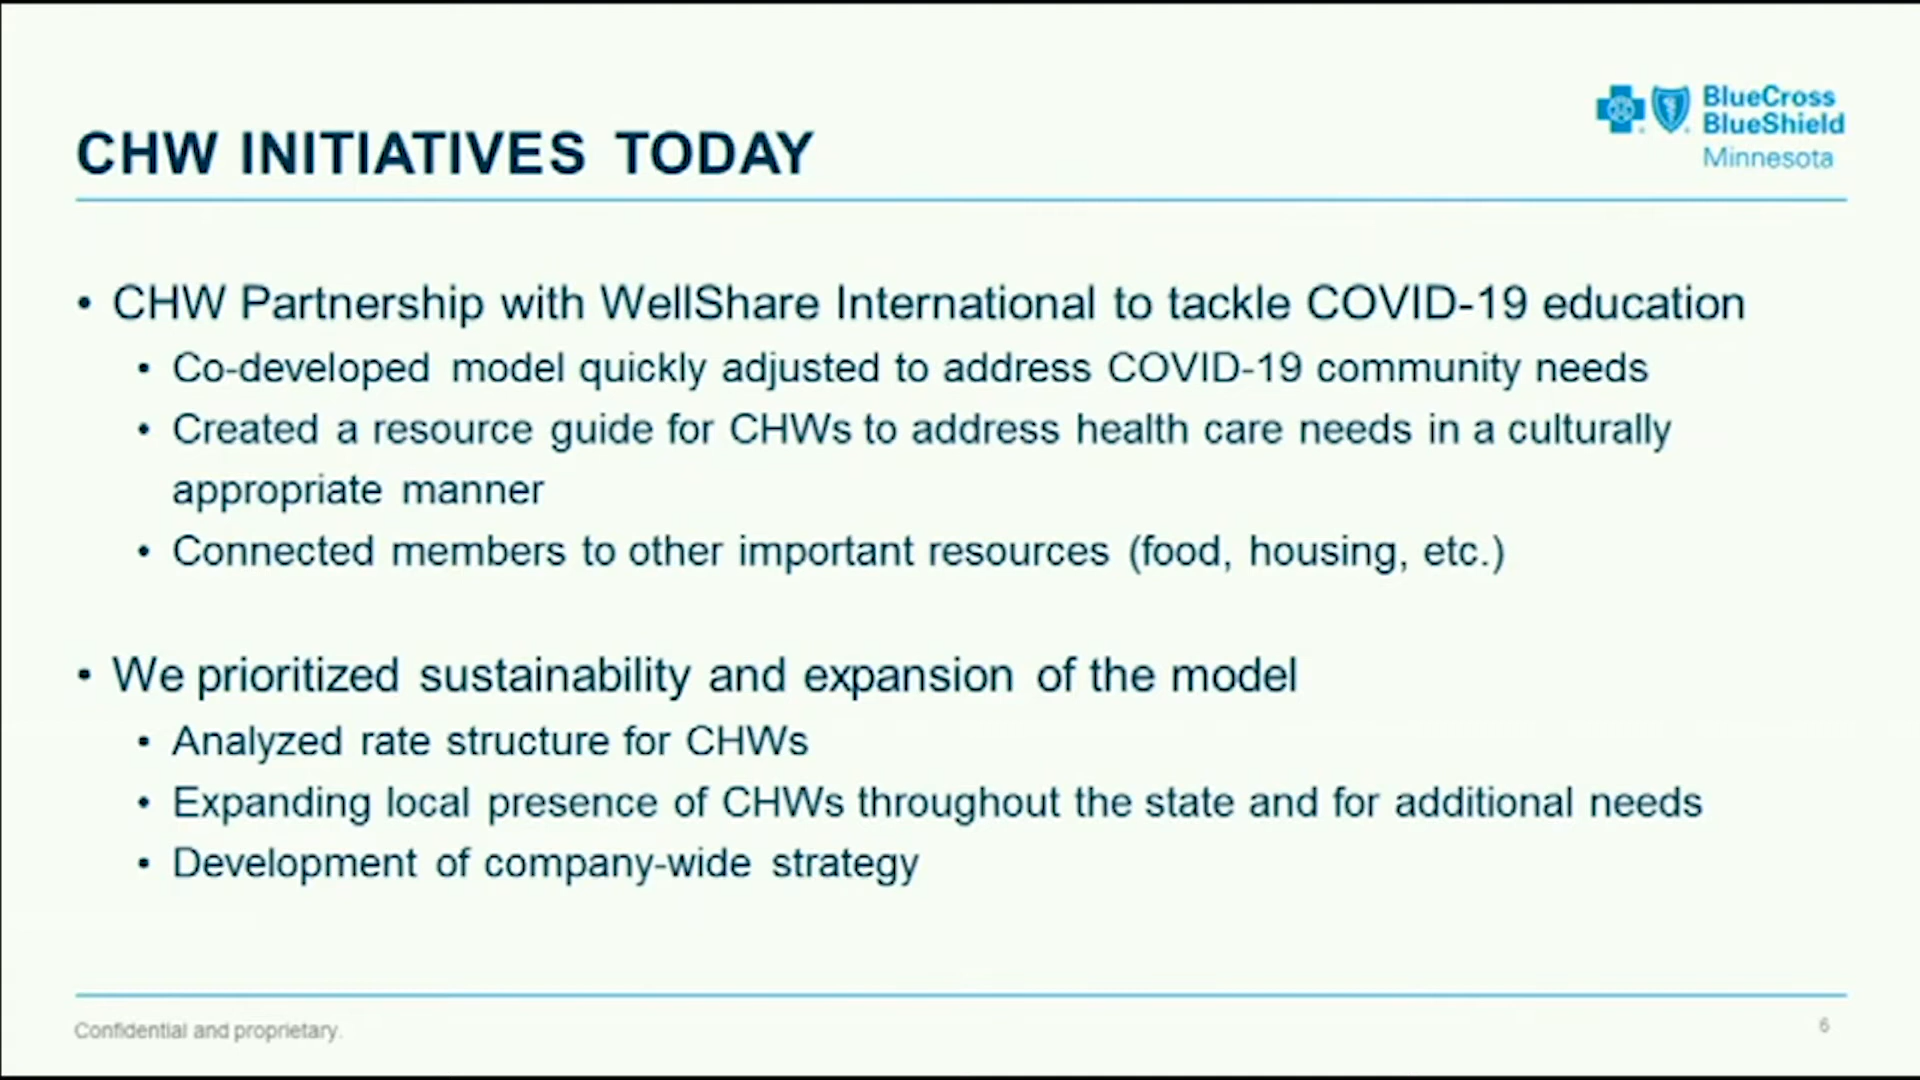 BlueCross
BlueShield
Minnesota
CHW INITIATIVES TODAY
• CHW Partnership with WellShare International to tackle COVID-19 education
• Co-developed model quickly adjusted to address COVID-19 community needs
• Created a resource guide for CHWs to address health care needs in a culturally
appropriate manner
• Connected members to other important resources (food, housing, etc.)
• We prioritized sustainability and expansion of the model
• Analyzed rate structure for CHWs
• Expanding local presence of CHWs throughout the state and for additional needs
• Development of company-wide strategy
Confidential and proprietary.
6